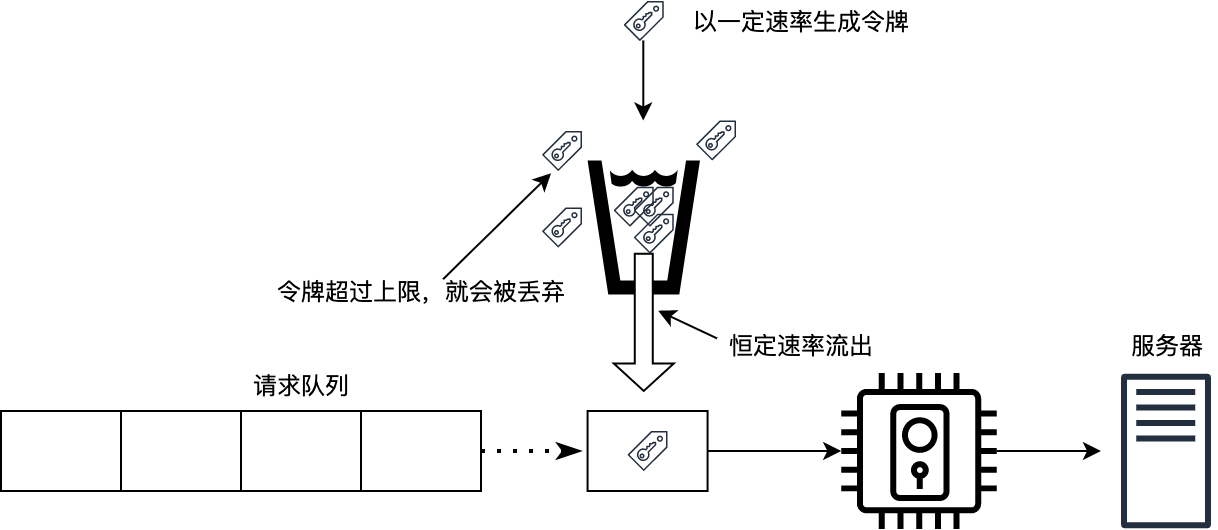 以一定速率生成令牌
令牌超过上限，就会被丢弃
恒定速率流出
服务器
请求队列